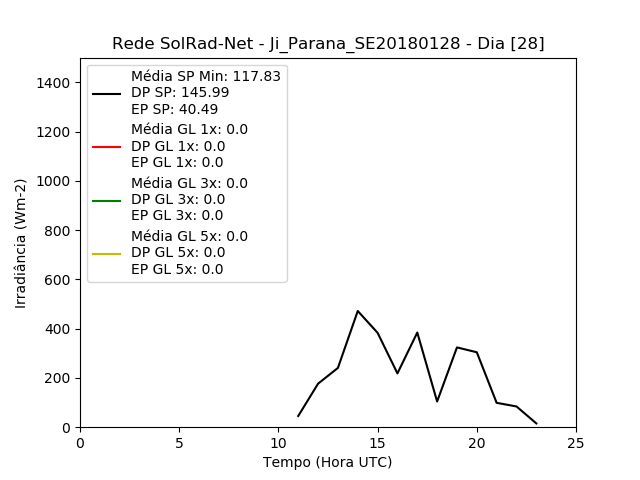 Rede SolRad-Net - Ji_Parana_SE20180128 - Dia [28]
Média SP Min: 117.83
DP SP: 145.99
EP SP: 40.49
Média GL 1x: 0.0
DP GL 1x: 0.0
EP GL 1x: 0.0
Média GL 3x: 0.0
DP GL 3x: 0.0
EP GL 3x: 0.0
Média GL 5x: 0.0
DP GL 5x: 0.0
EP GL 5x: 0.0
Irradiância (Wm-2)
1400
1200
1000
800
600
400
200
0
0 5 10 15 20 25
Tempo (Hora UTC)